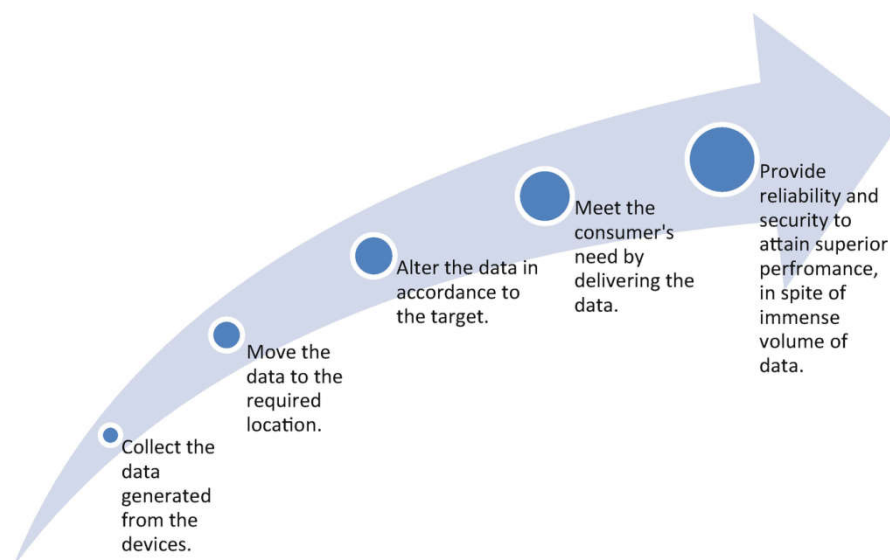 Collect the
data
generated
from the
devices.
Move the
data to the
required
location.
Alter the data in
accordance to
the target.
Meet the
consumer's
need by
delivering the
data.
Provide
reliability and
security to
attain superior
perfromance,
in spite of
immense
volume of
data.